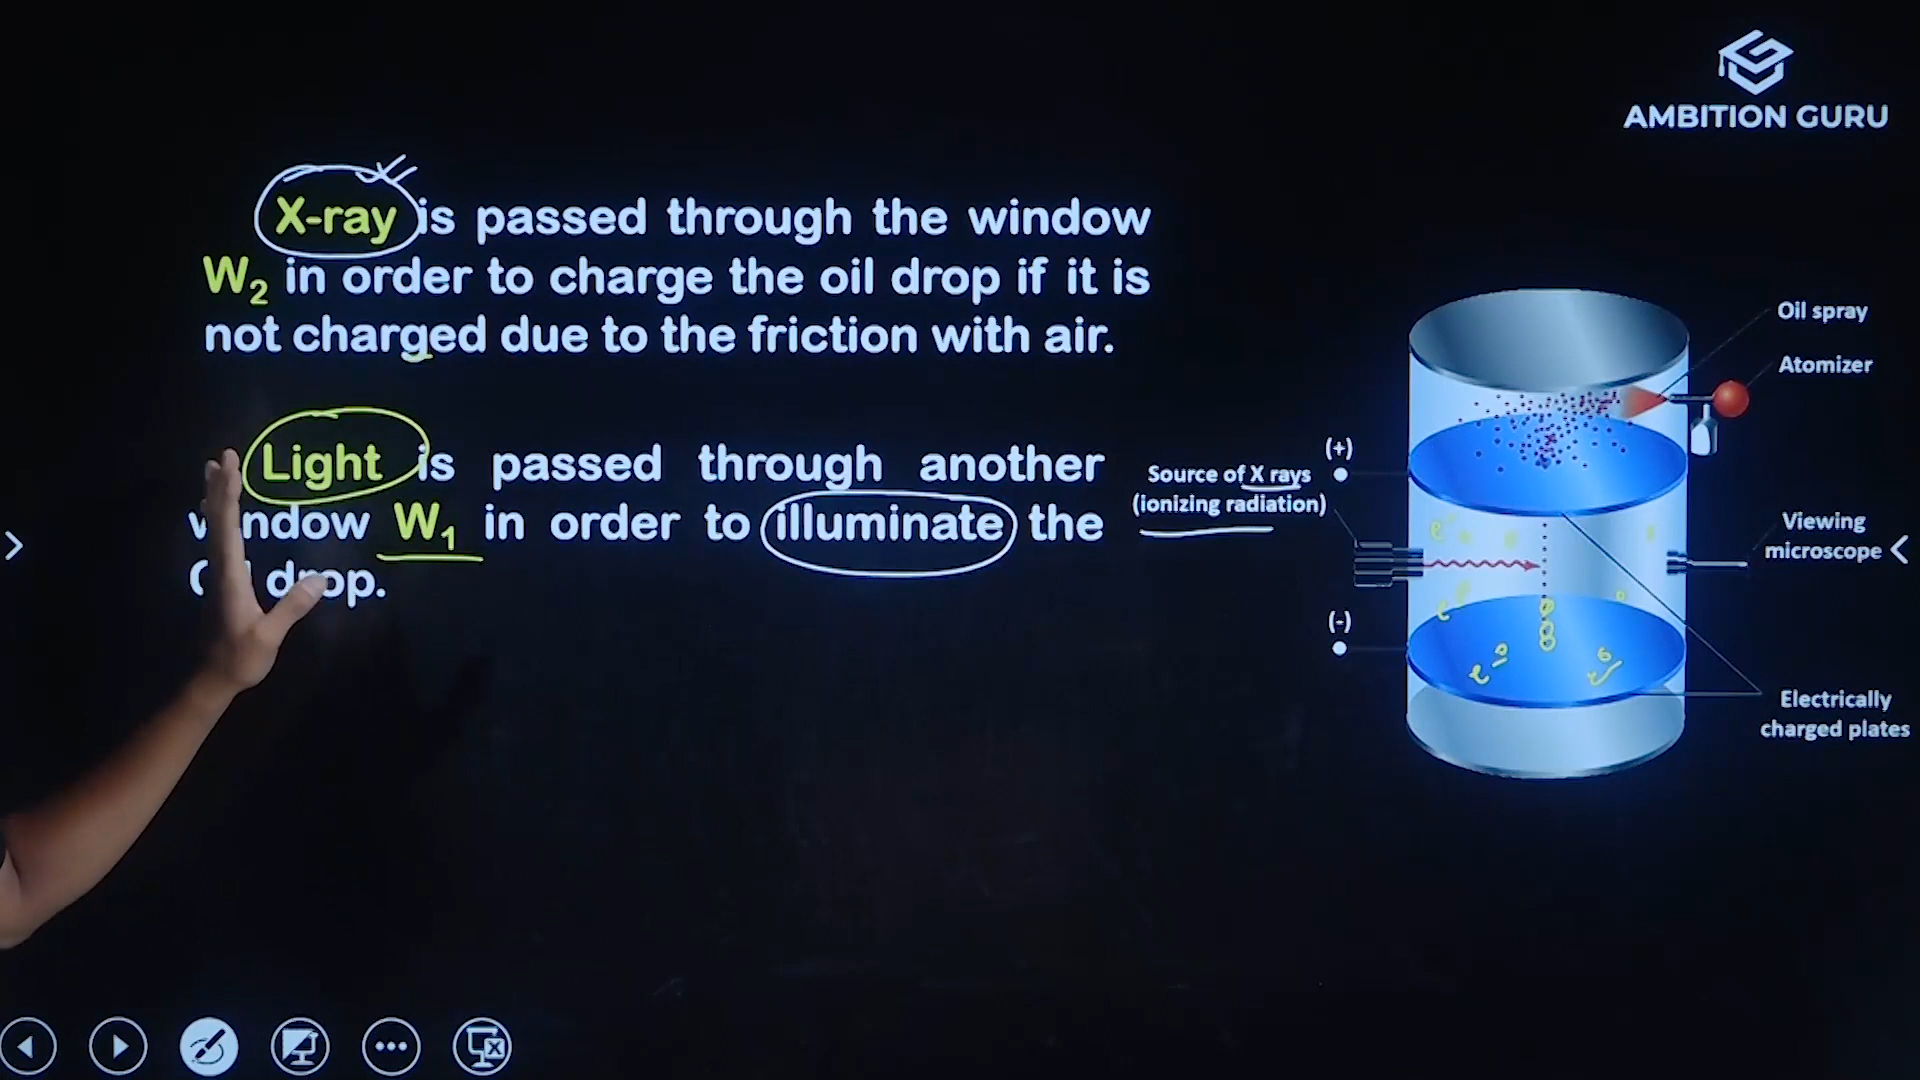 AMBITION GURU
X-ray is passed through the window
W₂ in order to charge the oil drop if it is
not charged due to the friction with air.
Light is passed through another
window W₁ in order to illuminate the
drop.
Oil spray
Atomizer
(+)
Source of X rays
(ionizing radiation)
Viewing
microscope
(-)
Electrically
charged plates